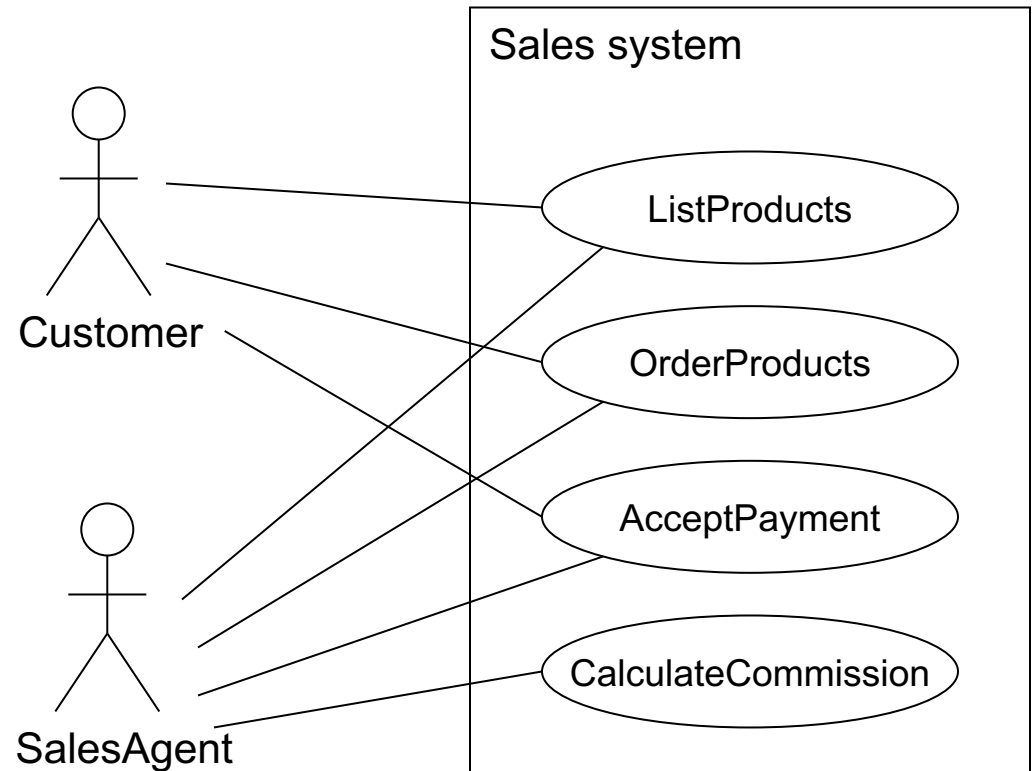 Sales system
ListProducts
Customer
OrderProducts
AcceptPayment
CalculateCommission
SalesAgent